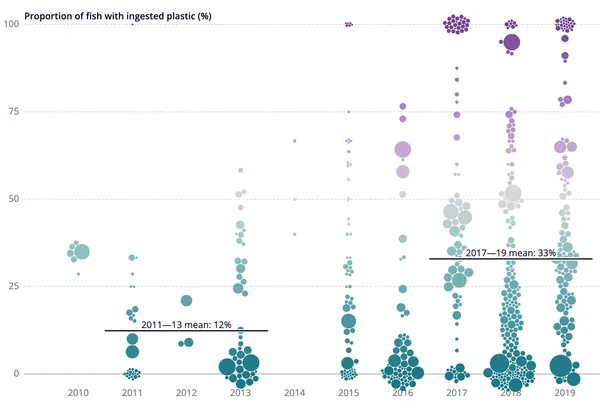 Proportion of fish with ingested plastic (%)
100
75
50
2017—19 mean: 33%
25
2011—13 mean: 12%
0
2010 2011 2012 2013 2014 2015 2016 2017 2018 2019